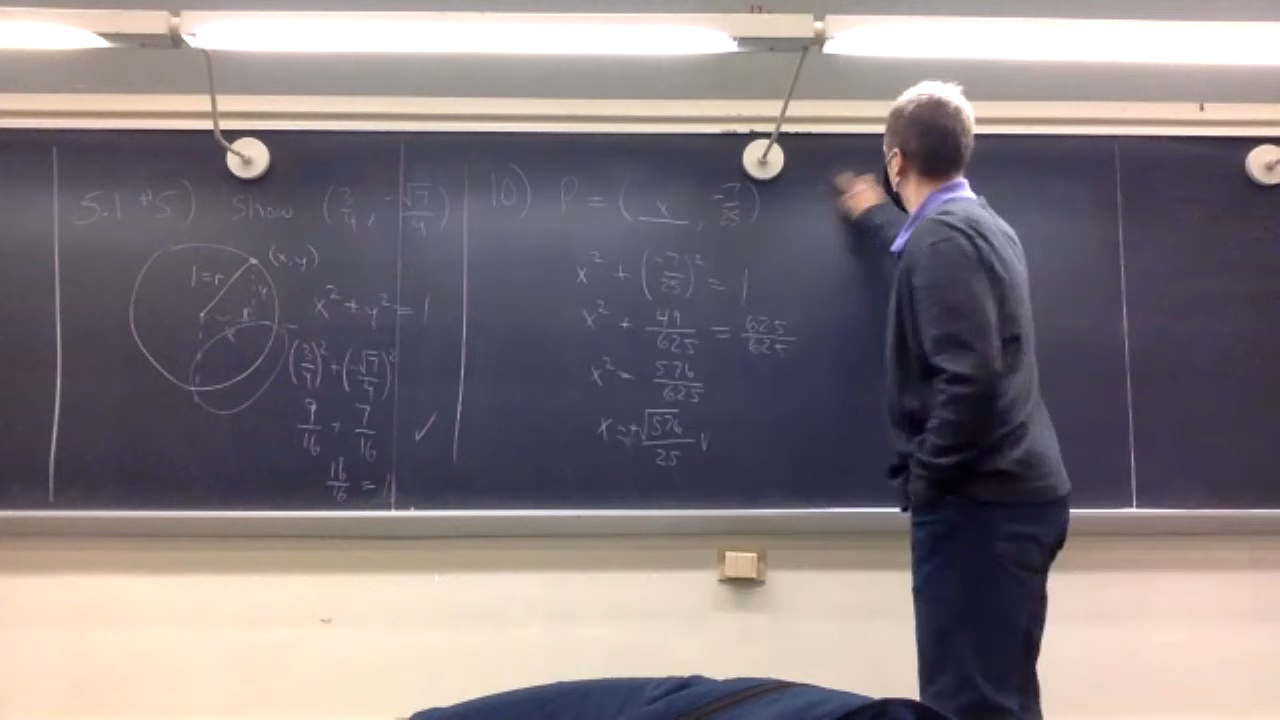 5.1 #5) Show (3/4, -√7/4)
(x,y)
1=r
y
x
x² + y² = 1
(3/4)² + (-√7/4)²
9/16 + 7/16 ✓
16/16 = 1
10) P = (x, -7/25)
x² + (-7/25)² = 1
x² + 49/625 = 625/625
x² = 576/625
x = ±√576/25